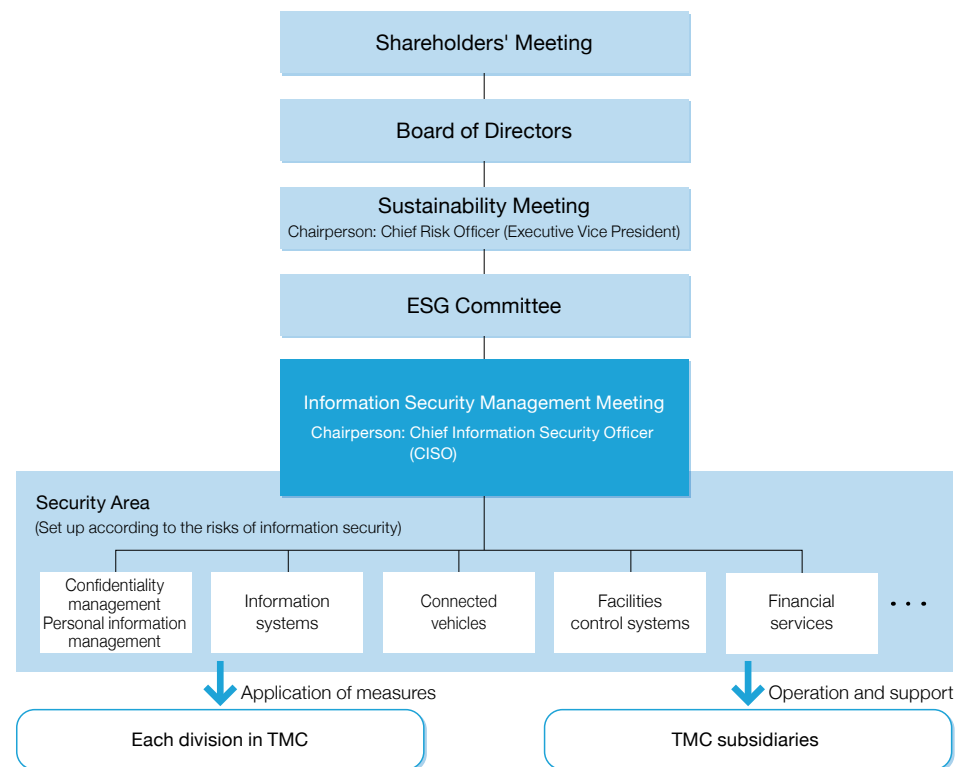 Shareholders' Meeting
Board of Directors
Sustainability Meeting
Chairperson: Chief Risk Officer (Executive Vice President)
ESG Committee
Information Security Management Meeting
Chairperson: Chief Information Security Officer
(CISO)
Security Area
(Set up according to the risks of information security)
Confidentiality
management
Personal information
management
Information
systems
Connected
vehicles
Facilities
control systems
Financial
services
• • •
Application of measures
Operation and support
Each division in TMC
TMC subsidiaries